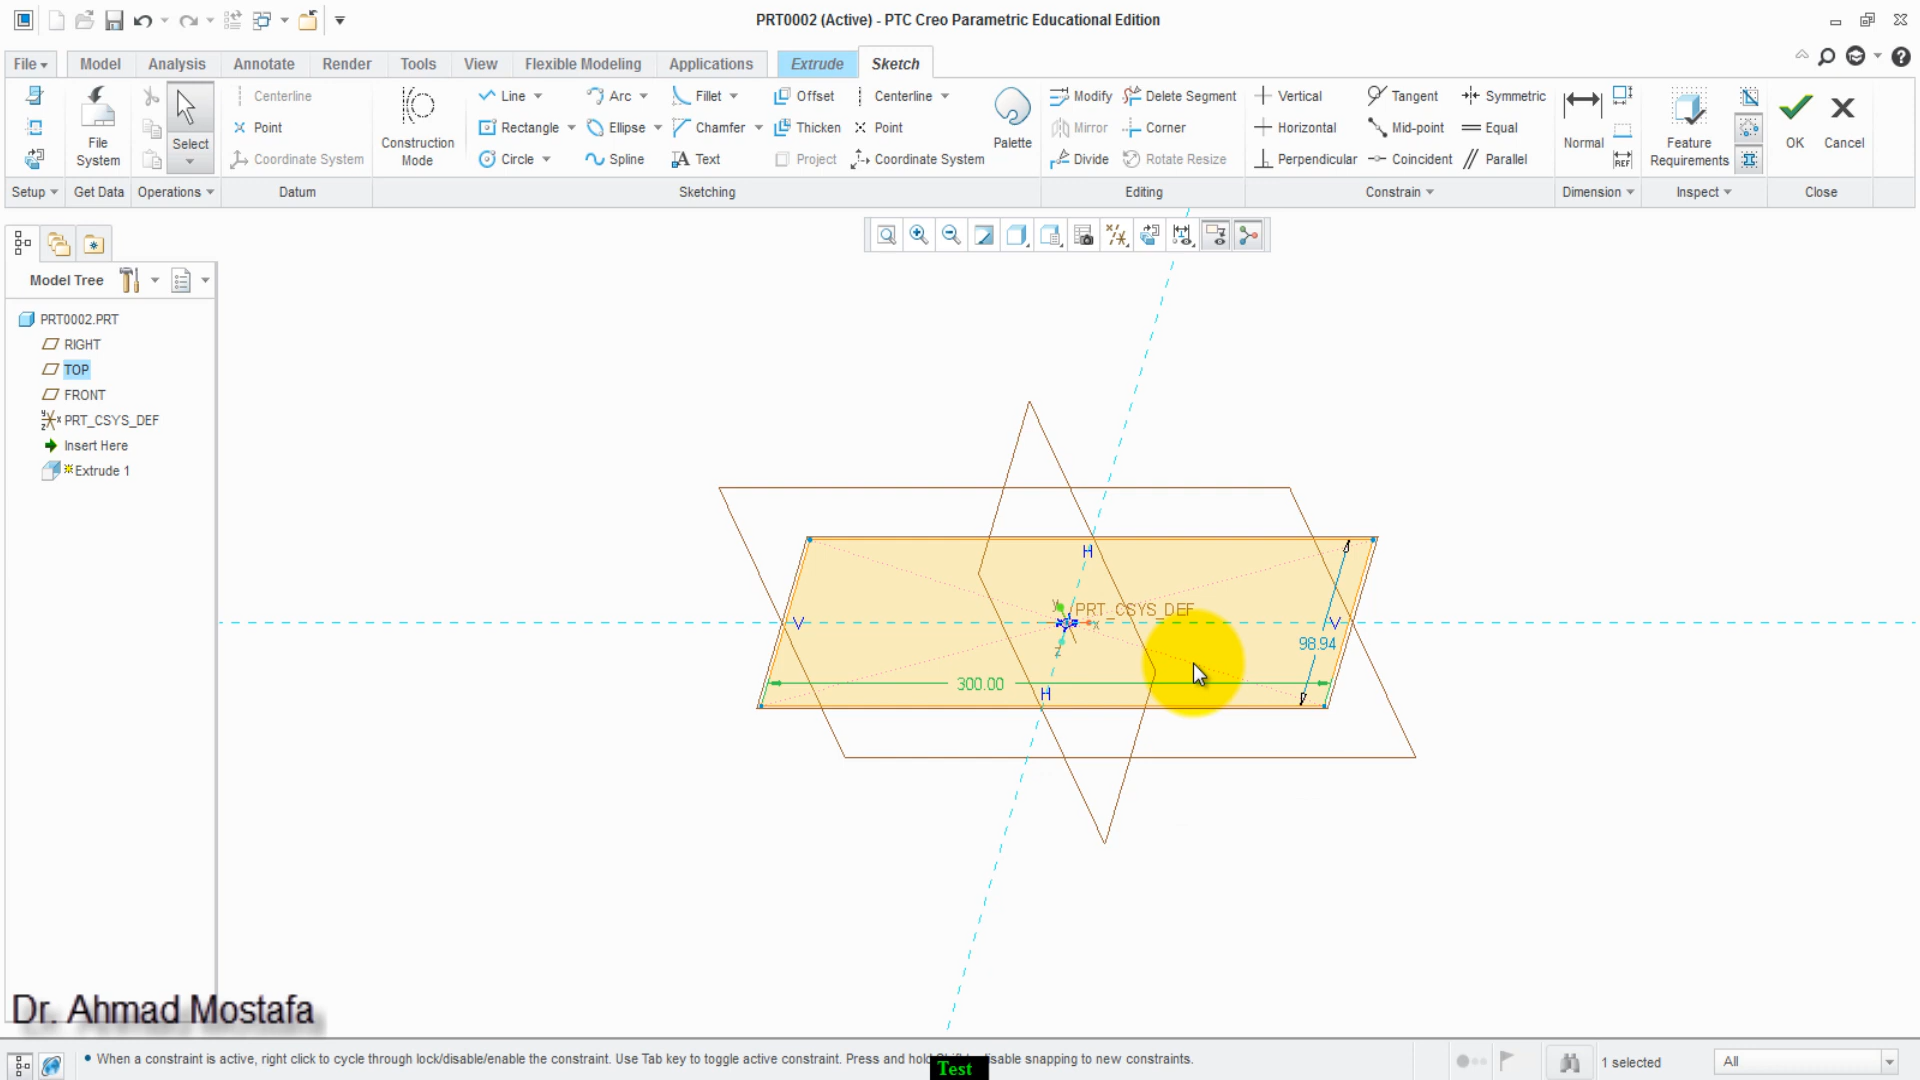 PRT0002 (Active) - PTC Creo Parametric Educational Edition
File Model Analysis Annotate Render Tools View Flexible Modeling Applications Extrude Sketch
Centerline Line Arc Fillet Offset Centerline Modify Delete Segment Vertical Tangent Symmetric
Point Rectangle Ellipse Chamfer Thicken Point Mirror Corner Horizontal Mid-point Equal
Coordinate System Circle Spline Text Project Coordinate System Divide Rotate Resize Perpendicular Coincident Parallel
File System Select Construction Mode Palette Normal REF Feature Requirements OK Cancel
Setup Get Data Operations Datum Sketching Editing Constrain Dimension Inspect Close
Model Tree
PRT0002.PRT
RIGHT
TOP
FRONT
PRT_CSYS_DEF
Insert Here
Extrude 1
H
Y PRT_CSYS_DEF
X
V V
Z
98.94
300.00
H
Dr. Ahmad Mostafa
When a constraint is active, right click to cycle through lock/disable/enable the constraint. Use Tab key to toggle active constraint. Press and hold disable snapping to new constraints.
Test
1 selected
All